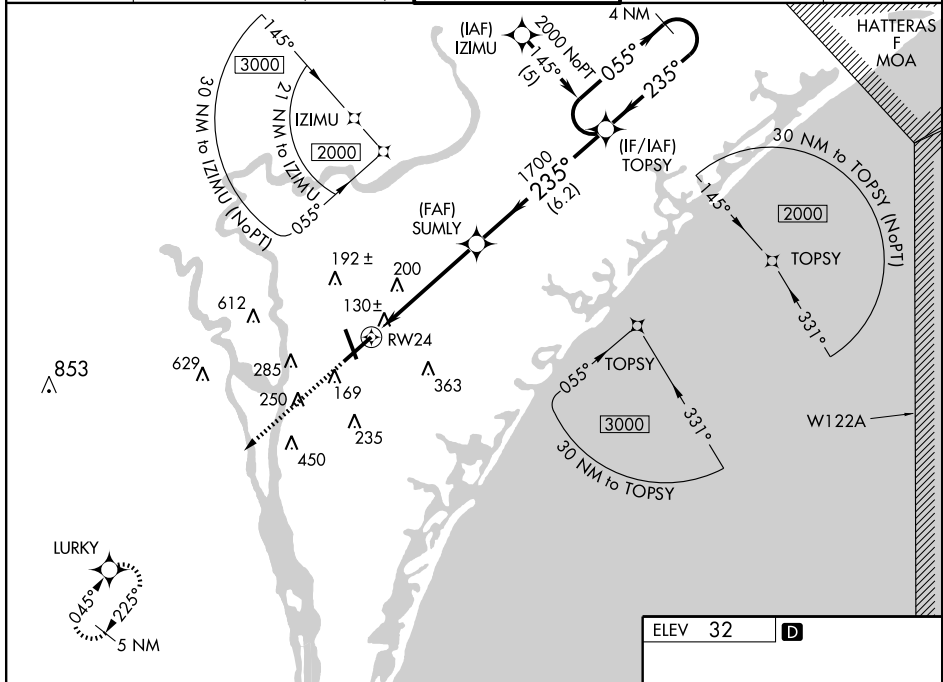 4 NM
(IAF)
IZIMU
2000 NoPT
145°
(5)
055°
235°
HATTERAS
F
MOA
145°
3000
30 NM to IZIMU (NoPT)
21 NM to IZIMU
IZIMU
2000
055°
(IF/IAF)
TOPSY
1700
235°
(6.2)
(FAF)
SUMLY
30 NM to TOPSY (NoPT)
145°
2000
TOPSY
331°
192 ±
200
612
130±
RW24
853
629
285
363
250
169
235
450
TOPSY
055°
331°
3000
30 NM to TOPSY
W122A
LURKY
045°
225°
5 NM
ELEV 32 D